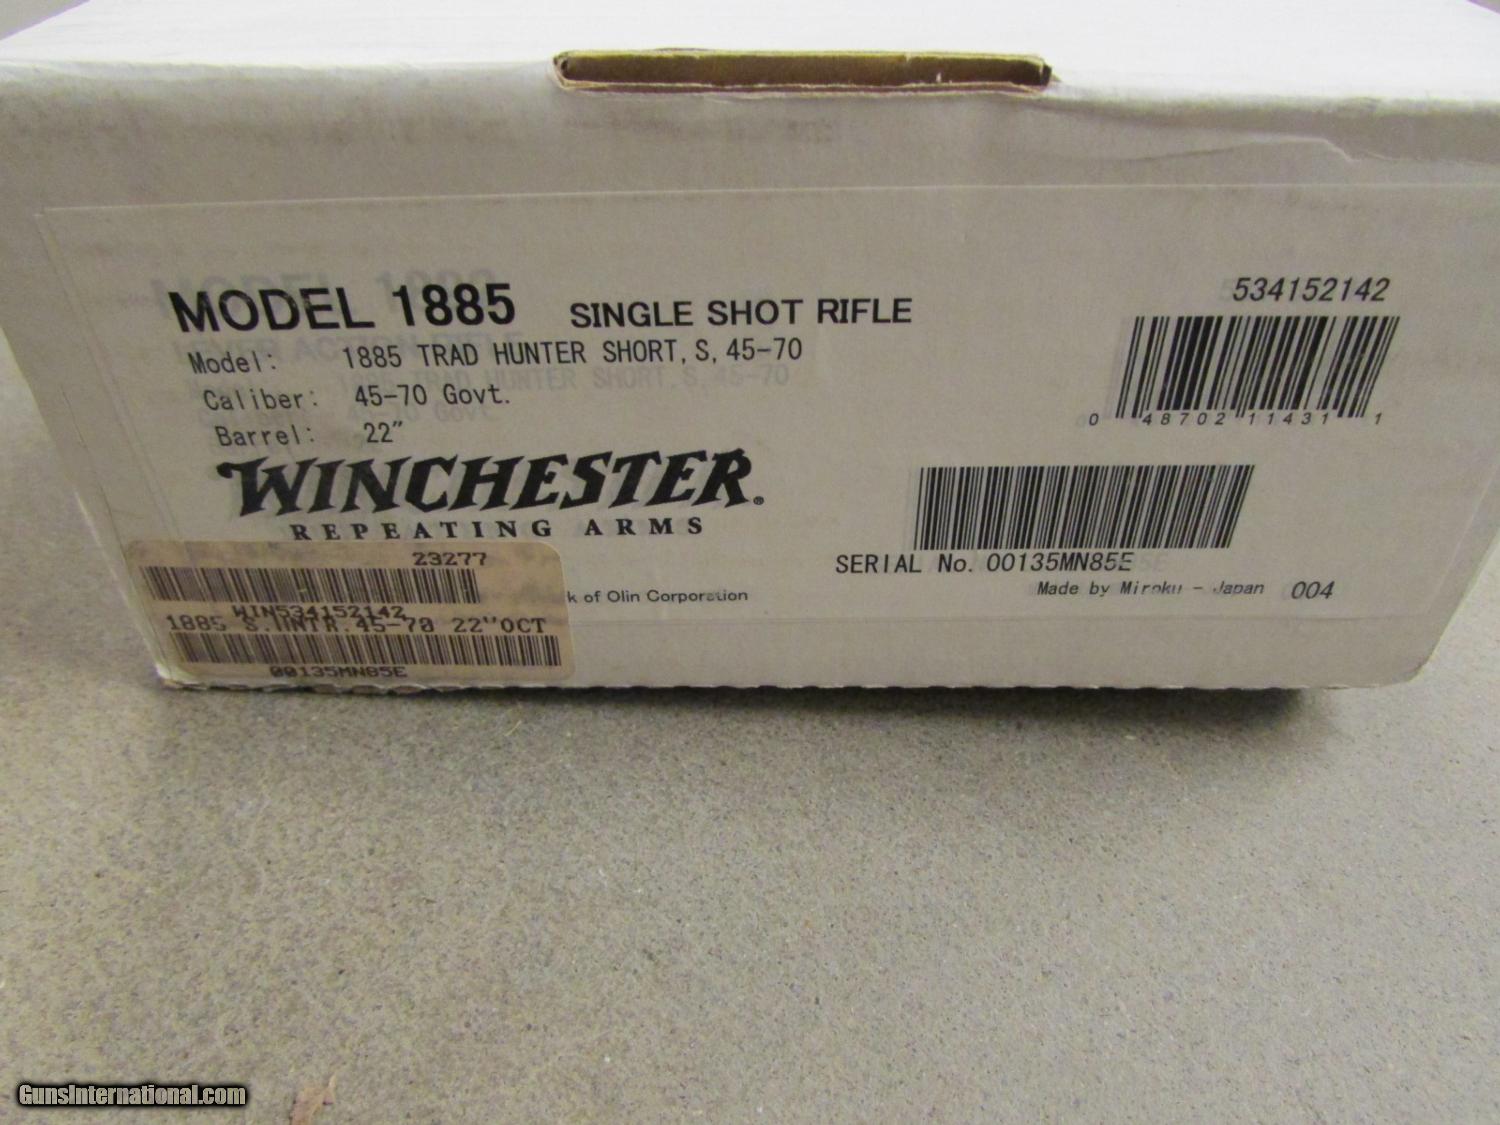 MODEL 1885 SINGLE SHOT RIFLE
534152142
Model: 1885 TRAD HUNTER SHORT, S, 45-70
Caliber: 45-70 Govt.
Barrel: 22"
0 48702 11431 1
WINCHESTER®
REPEATING ARMS
SERIAL No. 00135MN85E
Made by Miroku - Japan 004
k of Olin Corporation
23277
WIN534152142
1885 S.HNTR.45-70 22"OCT
00135MN85E
GunsInternational.com